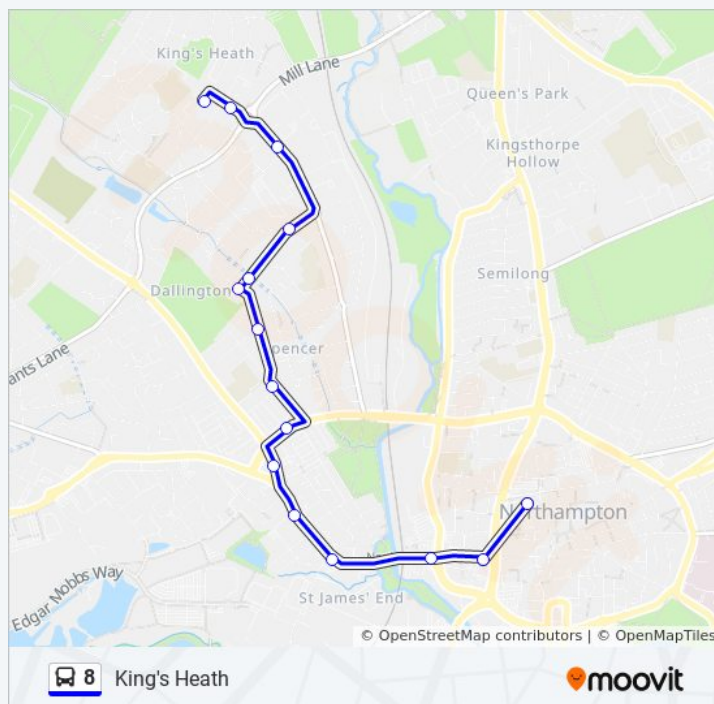 King's Heath
Mill Lane
Queen's Park
Kingsthorpe
Hollow
Semilong
Dallington
ants Lane
pencer
Northampton
N
Edgar Mobbs Way
St James' End
© OpenStreetMap contributors | © OpenMapTiles
8 King's Heath
moovit